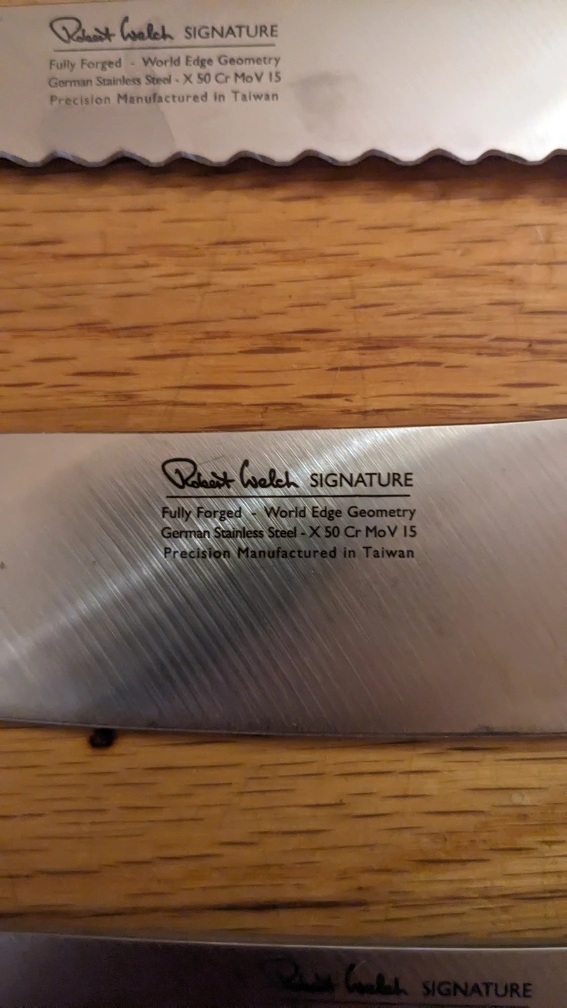 Robert Welch SIGNATURE
Fully Forged - World Edge Geometry
German Stainless Steel - X 50 Cr MoV 15
Precision Manufactured in Taiwan
Robert Welch SIGNATURE
Fully Forged - World Edge Geometry
German Stainless Steel - X 50 Cr MoV 15
Precision Manufactured in Taiwan
Robert Welch SIGNATURE